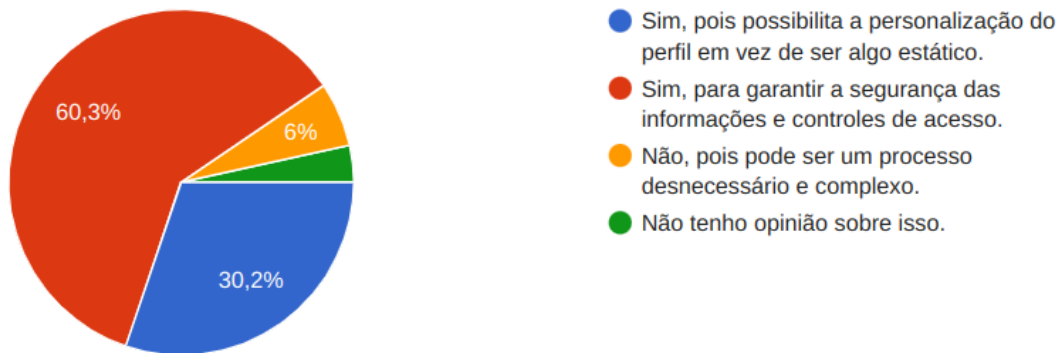 60,3%
6%
30,2%
Sim, pois possibilita a personalização do
perfil em vez de ser algo estático.
Sim, para garantir a segurança das
informações e controles de acesso.
Não, pois pode ser um processo
desnecessário e complexo.
Não tenho opinião sobre isso.